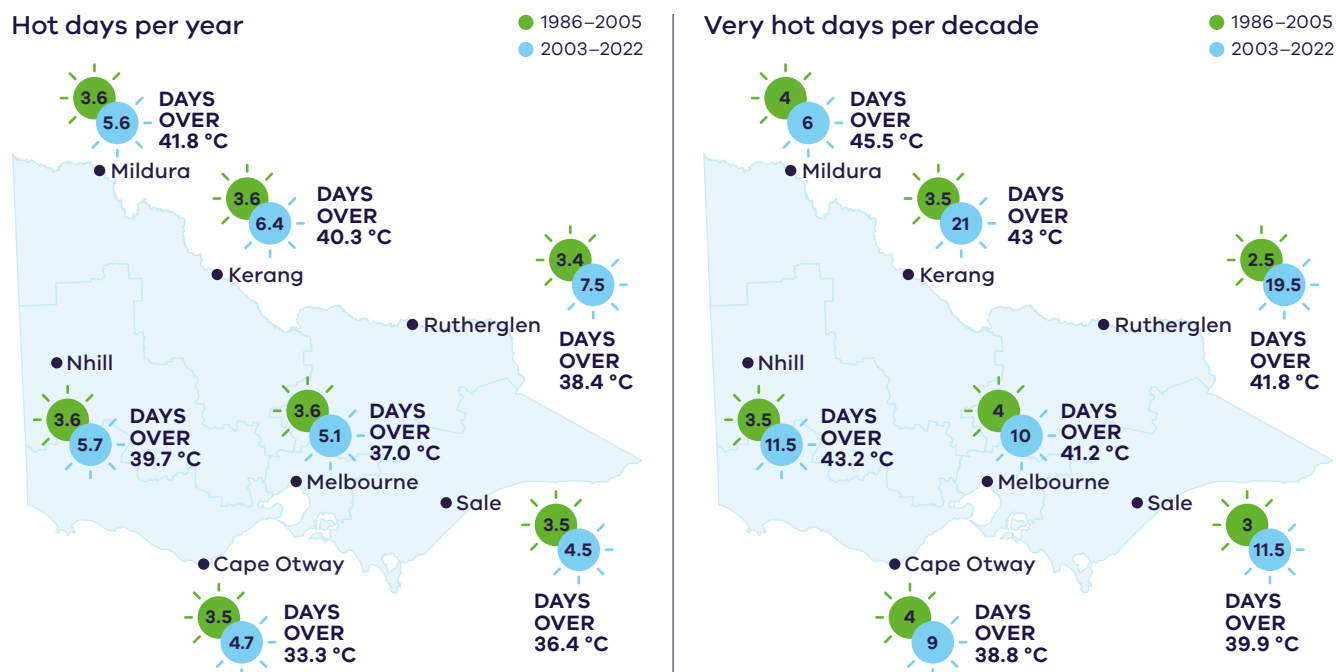 Hot days per year
1986–2005
2003–2022
3.6
5.6
DAYS
OVER
41.8 °C
Mildura
3.6
6.4
DAYS
OVER
40.3 °C
Kerang
3.4
7.5
DAYS
OVER
38.4 °C
Rutherglen
Nhill
3.6
5.7
DAYS
OVER
39.7 °C
3.6
5.1
DAYS
OVER
37.0 °C
Melbourne
Sale
3.5
4.5
DAYS
OVER
36.4 °C
Cape Otway
3.5
4.7
DAYS
OVER
33.3 °C
Very hot days per decade
1986–2005
2003–2022
4
6
DAYS
OVER
45.5 °C
Mildura
3.5
21
DAYS
OVER
43 °C
Kerang
2.5
19.5
DAYS
OVER
41.8 °C
Rutherglen
Nhill
3.5
11.5
DAYS
OVER
43.2 °C
4
10
DAYS
OVER
41.2 °C
Melbourne
Sale
3
11.5
DAYS
OVER
39.9 °C
Cape Otway
4
9
DAYS
OVER
38.8 °C